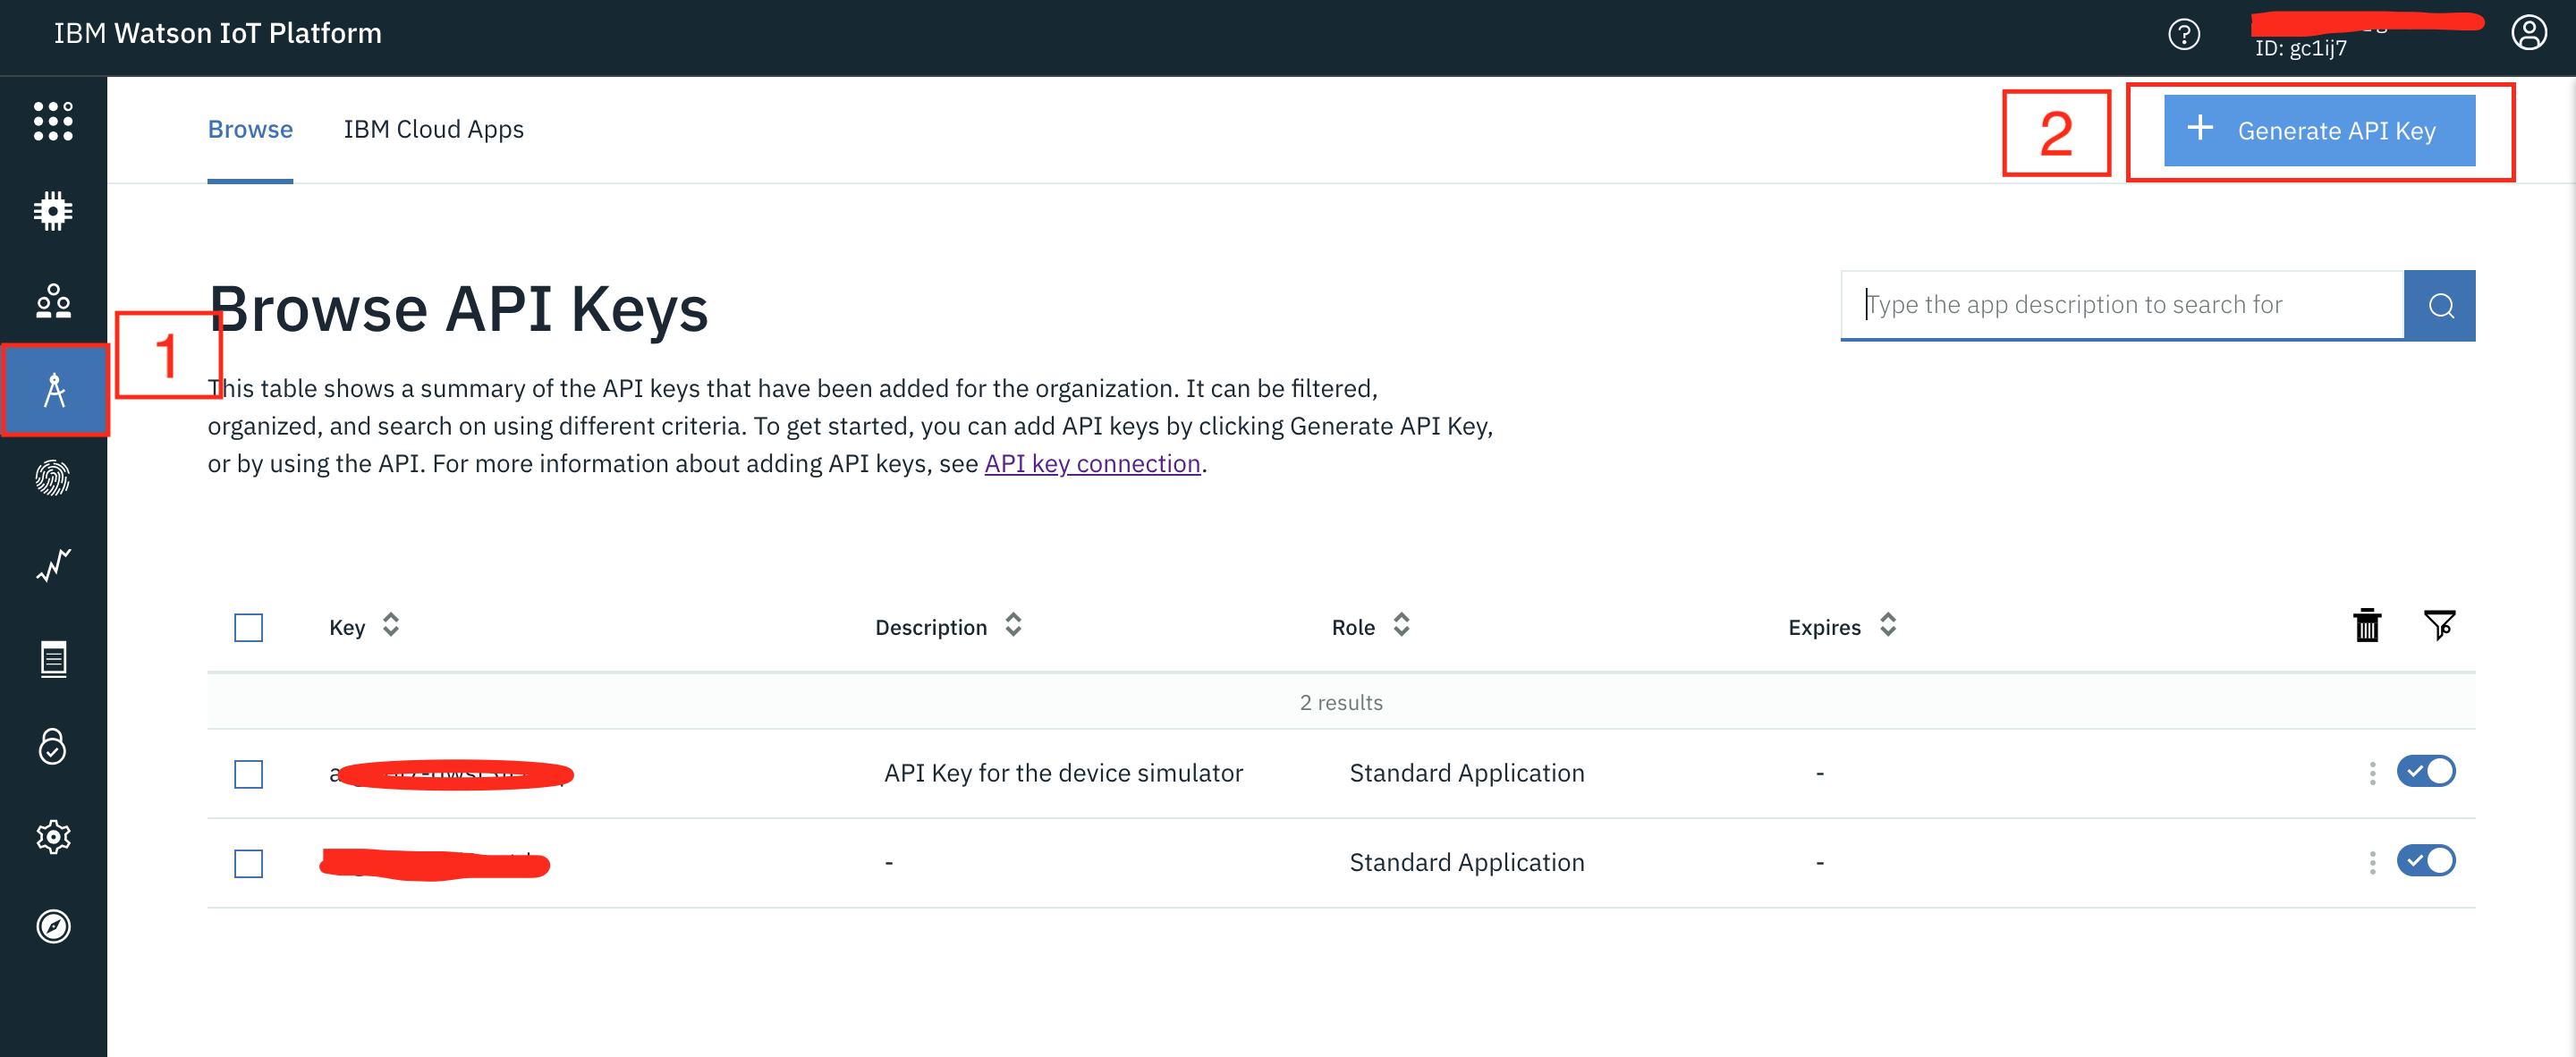 IBM Watson IoT Platform
ID: gc1ij7
Browse
IBM Cloud Apps
2
Generate API Key
Browse API Keys
Type the app description to search for
1
This table shows a summary of the API keys that have been added for the organization. It can be filtered,
organized, and search on using different criteria. To get started, you can add API keys by clicking Generate API Key,
or by using the API. For more information about adding API keys, see API key connection.
Key
Description
Role
Expires
2 results
API Key for the device simulator
Standard Application
-
-
Standard Application
-